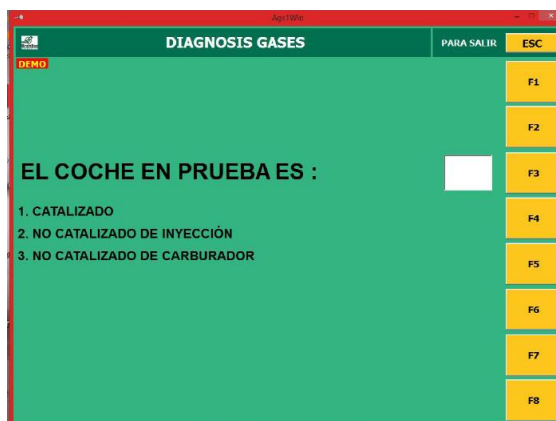 Agx1Win
DIAGNOSIS GASES
PARA SALIR
ESC
DEMO
F1
F2
EL COCHE EN PRUEBA ES :
F3
1. CATALIZADO
F4
2. NO CATALIZADO DE INYECCIÓN
3. NO CATALIZADO DE CARBURADOR
F5
F6
F7
F8